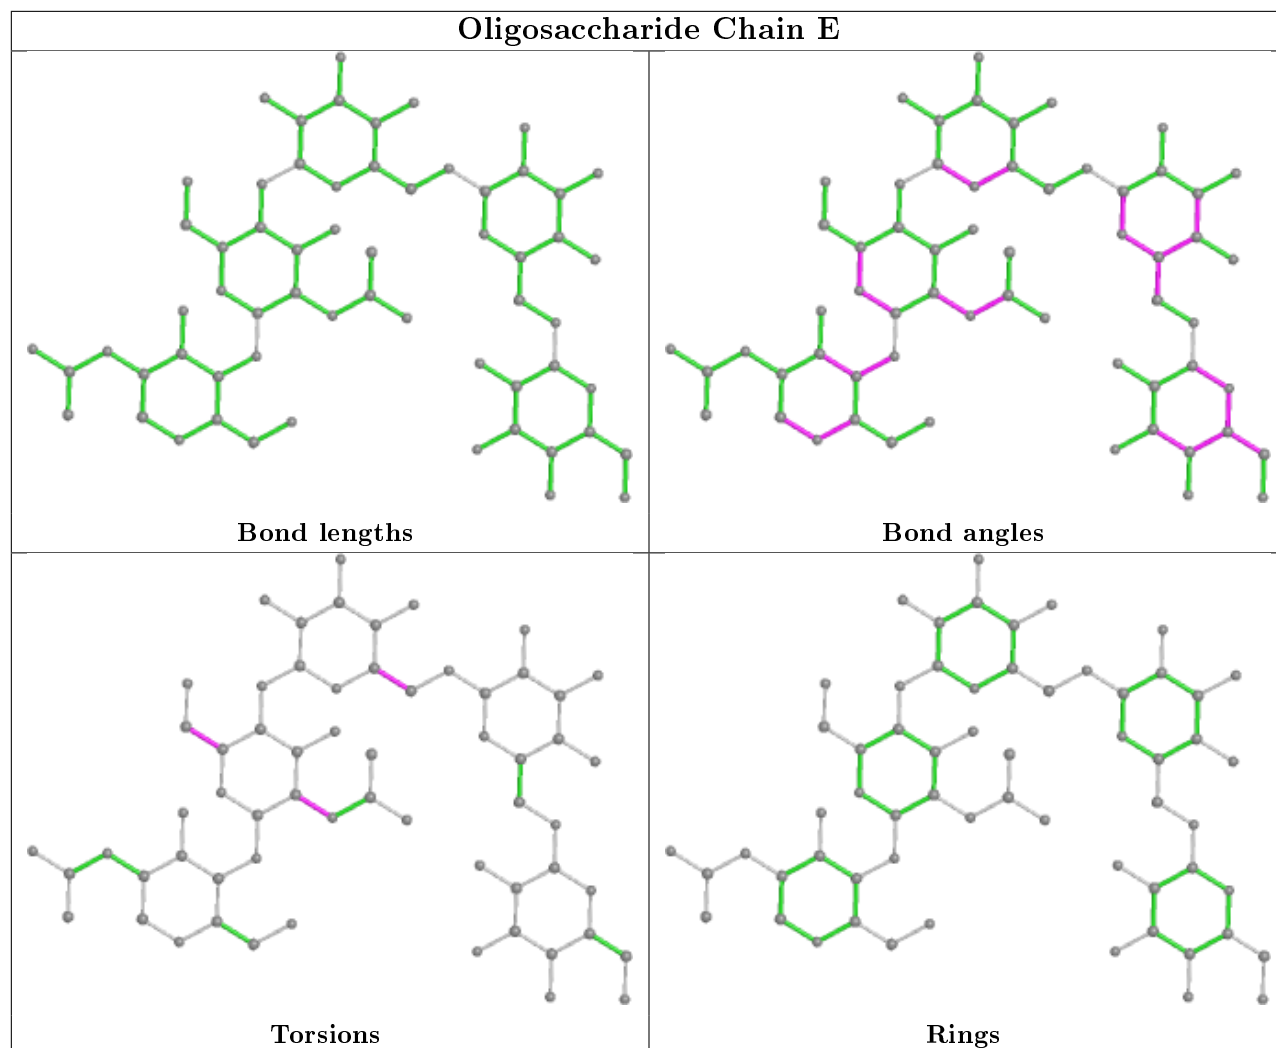 Oligosaccharide Chain E
Bond lengths
Bond angles
Torsions
Rings